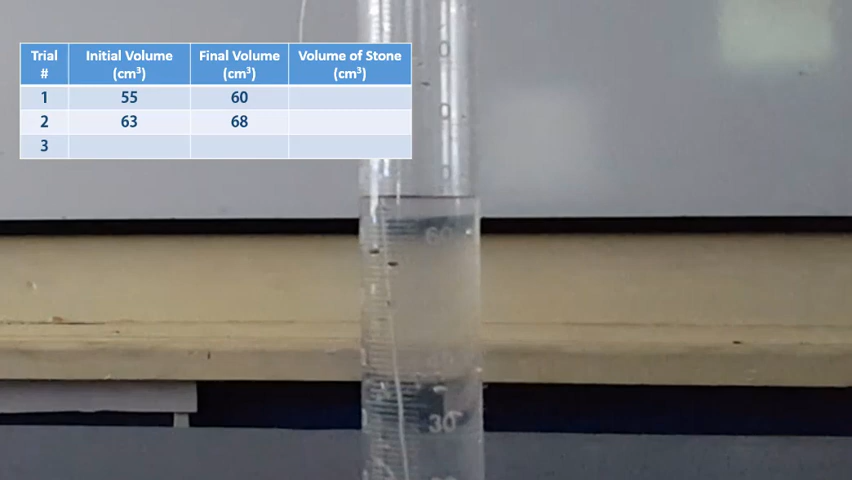 Trial # Initial Volume (cm³) Final Volume (cm³) Volume of Stone (cm³)
1 55 60
2 63 68
3
60
30